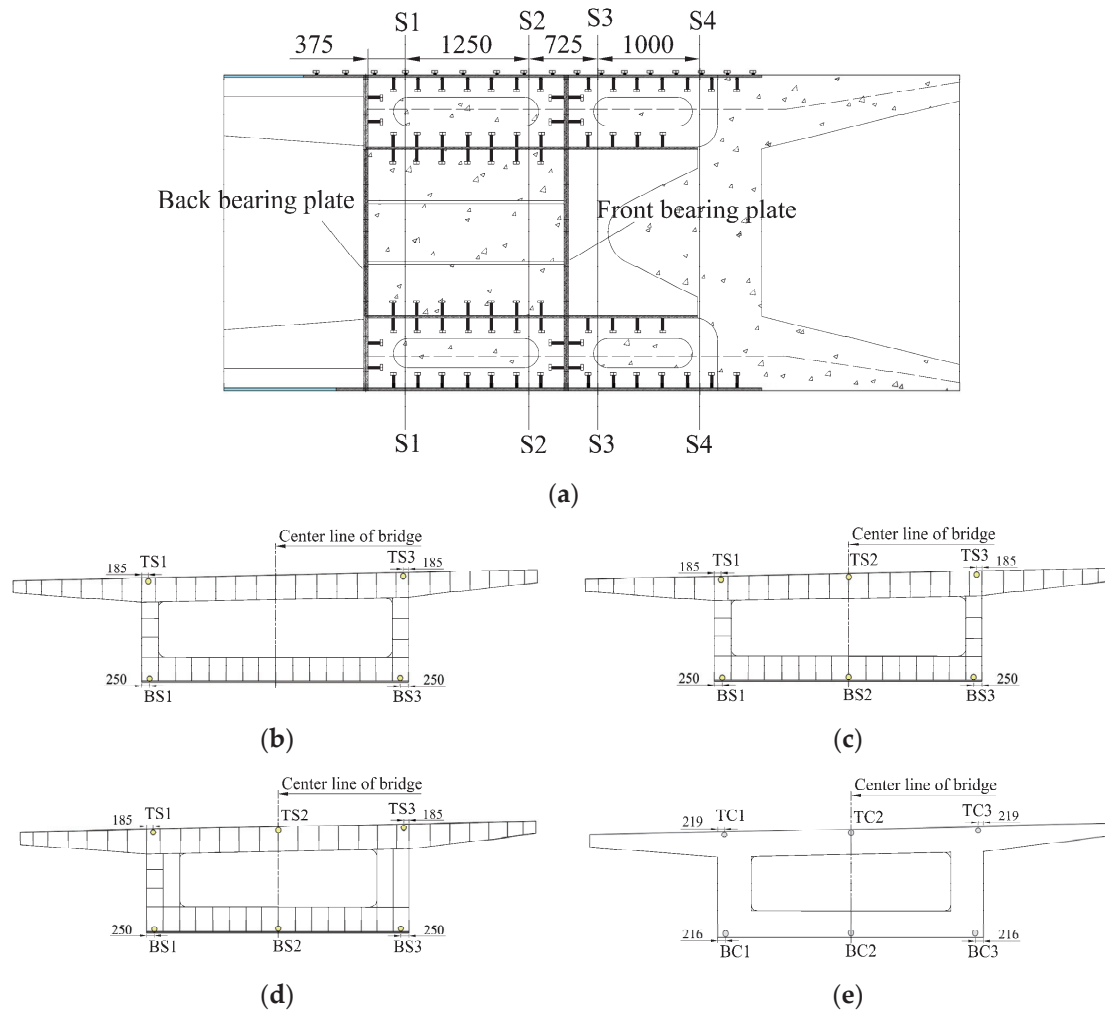 S1
S2
S3
S4
375
1250
725
1000
Back bearing plate
Front bearing plate
S1
S2
S3
S4
(a)
Center line of bridge
TS1
TS3
185
185
250
250
BS1
BS3
(b)
Center line of bridge
TS1
TS2
TS3
185
185
250
250
BS1
BS2
BS3
(c)
Center line of bridge
TS1
TS2
TS3
185
185
250
250
BS1
BS2
BS3
(d)
Center line of bridge
TC1
TC2
TC3
219
219
216
216
BC1
BC2
BC3
(e)